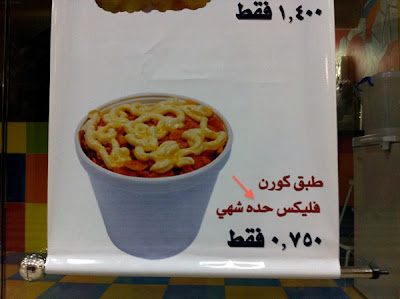 ١,٤٠٠ فقط
طبق كورن
فليكس حده شهي
٠,٧٥٠ فقط